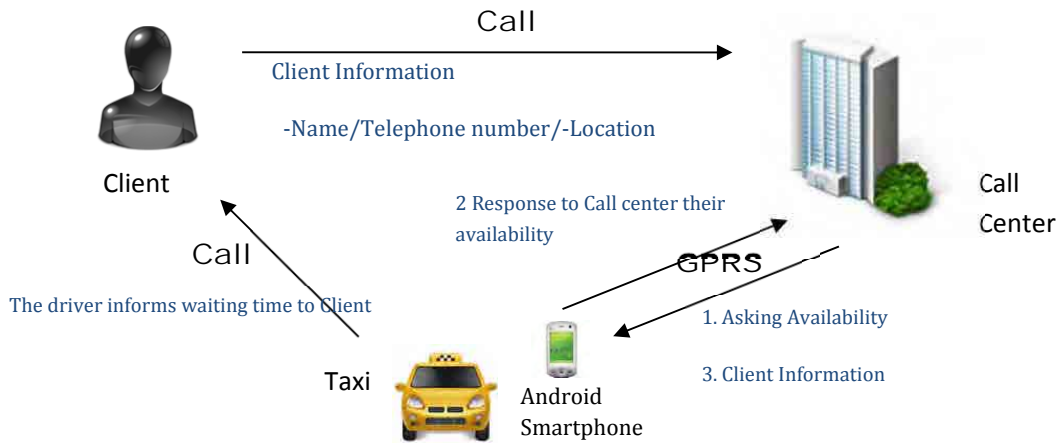 Call
Client Information
-Name/Telephone number/-Location
Client
Call
Center
2 Response to Call center their
availability
GPRS
Call
The driver informs waiting time to Client
1. Asking Availability
3. Client Information
Taxi
Android
Smartphone